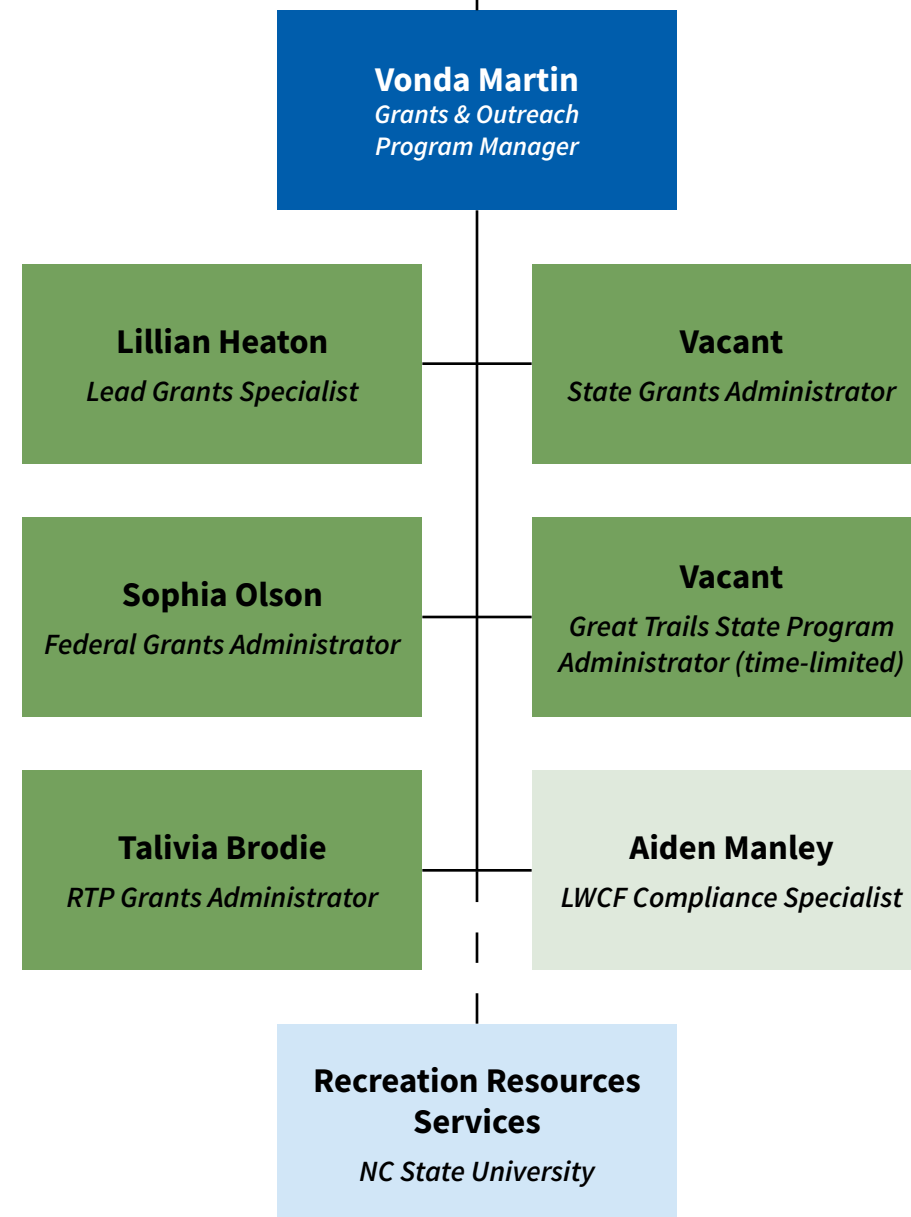 Vonda Martin
Grants & Outreach
Program Manager
Lillian Heaton
Lead Grants Specialist
Vacant
State Grants Administrator
Sophia Olson
Federal Grants Administrator
Vacant
Great Trails State Program
Administrator (time-limited)
Talivia Brodie
RTP Grants Administrator
Aiden Manley
LWCF Compliance Specialist
Recreation Resources
Services
NC State University